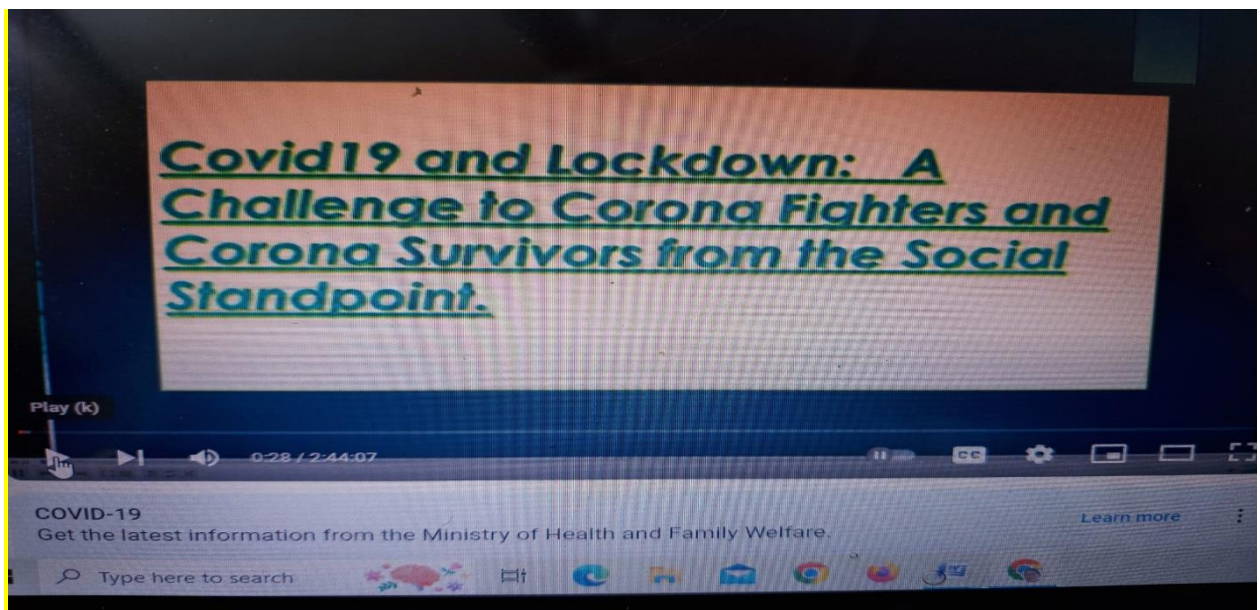 Covid19 and Lockdown: A
Challenge to Corona Fighters and
Corona Survivors from the Social
Standpoint.
Play (k)
0:28 / 2:44:07
CC
COVID-19
Get the latest information from the Ministry of Health and Family Welfare.
Learn more
Type here to search